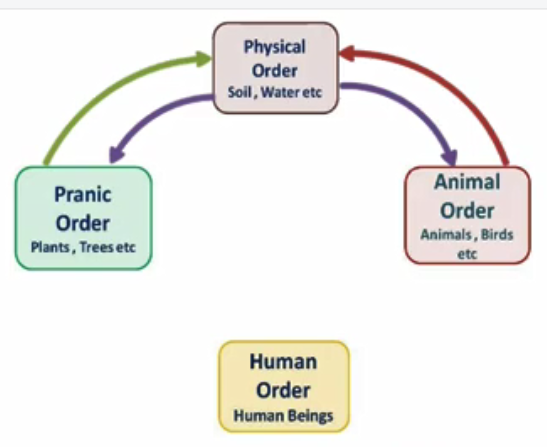 Physical
Order
Soil, Water etc
Pranic
Order
Plants, Trees etc
Animal
Order
Animals, Birds
etc
Human
Order
Human Beings